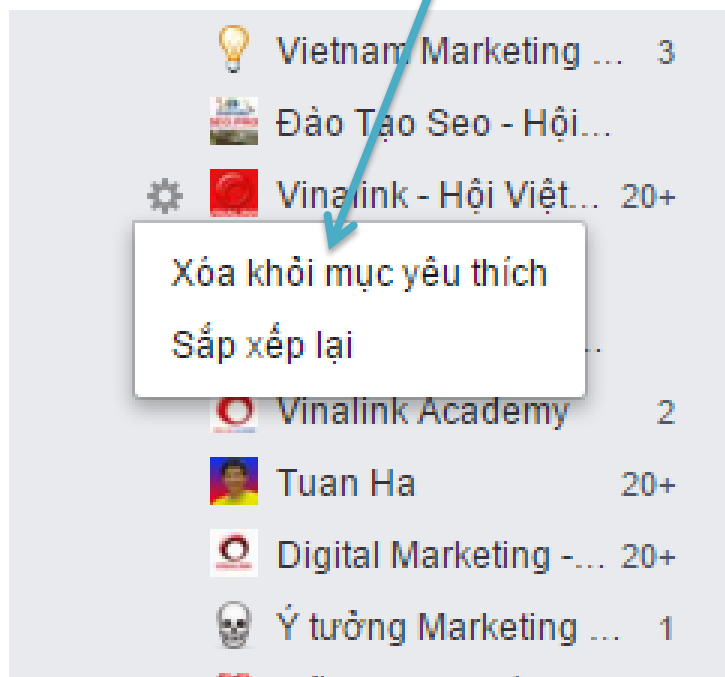 Vietnam Marketing ... 3
Đào Tạo Seo - Hội...
Vinalink - Hội Việt... 20+
Xóa khỏi mục yêu thích
Sắp xếp lại
..
Vinalink Academy 2
Tuan Ha 20+
Digital Marketing -... 20+
Ý tưởng Marketing ... 1